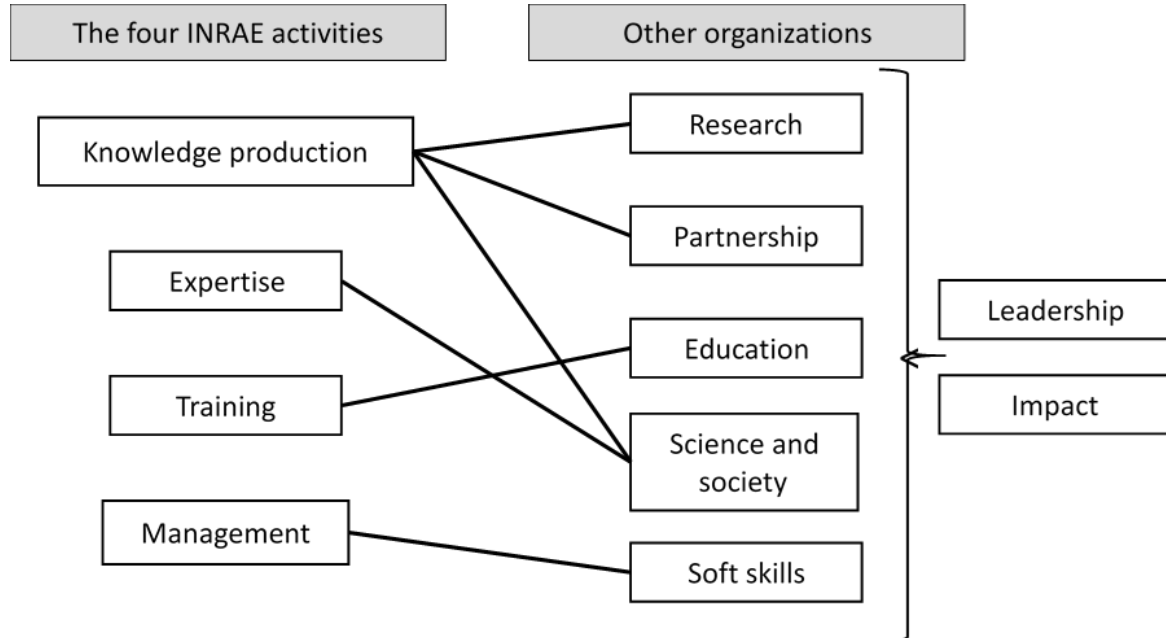 The four INRAE activities
Other organizations
Knowledge production
Expertise
Training
Management
Research
Partnership
Education
Science and
society
Soft skills
Leadership
Impact